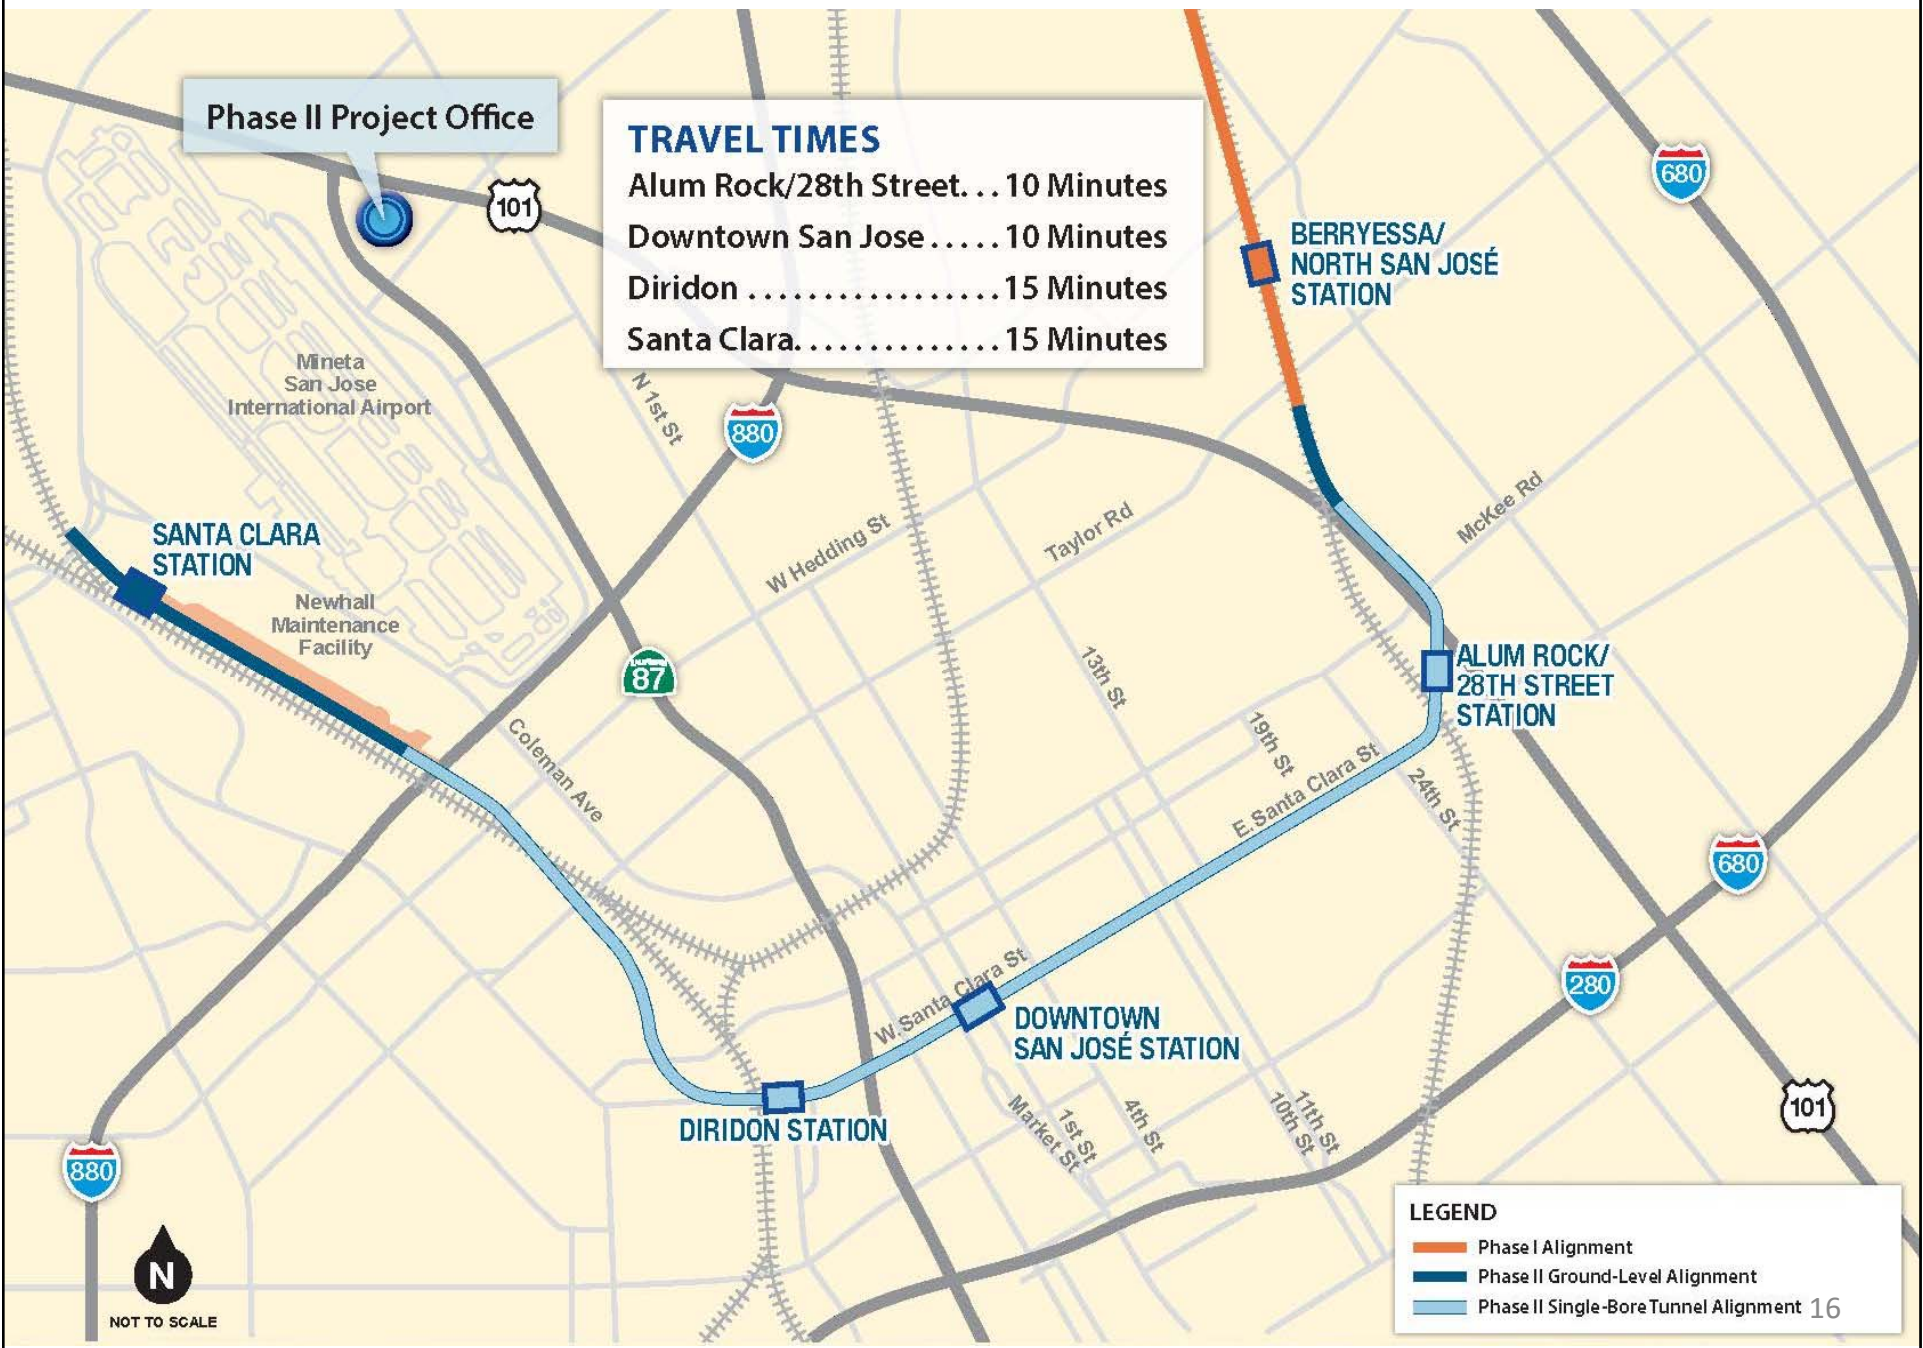 Phase II Project Office
TRAVEL TIMES
Alum Rock/28th Street...10 Minutes
Downtown San Jose.....10 Minutes
Diridon .................15 Minutes
Santa Clara..............15 Minutes
680
101
BERRYESSA/
NORTH SAN JOSÉ
STATION
Mineta
San Jose
International Airport
N 1st St
880
McKee Rd
Taylor Rd
W Hedding St
SANTA CLARA
STATION
Newhall
Maintenance
Facility
CALIFORNIA
87
13th St
ALUM ROCK/
28TH STREET
STATION
19th St
Coleman Ave
E. Santa Clara St
24th St
680
W. Santa Clara St
280
DOWNTOWN
SAN JOSÉ STATION
101
DIRIDON STATION
Market St
1st St
4th St
10th St
11th St
880
LEGEND
Phase I Alignment
Phase II Ground-Level Alignment
Phase II Single-Bore Tunnel Alignment 16
N
NOT TO SCALE